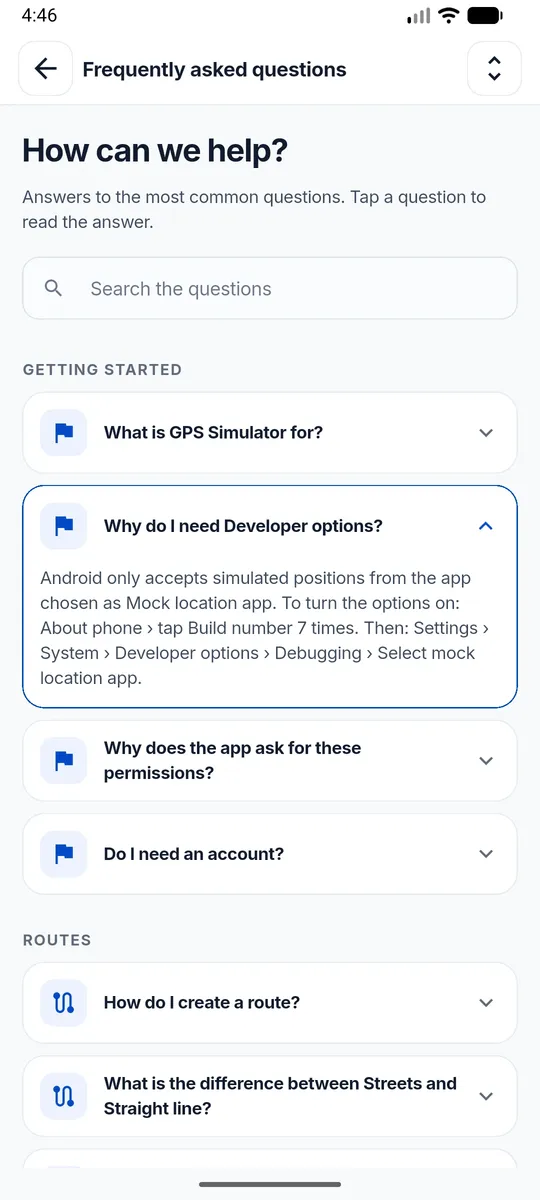 4:46
Frequently asked questions
How can we help?
Answers to the most common questions. Tap a question to
read the answer.
Search the questions
GETTING STARTED
What is GPS Simulator for?
Why do I need Developer options?
Android only accepts simulated positions from the app
chosen as Mock location app. To turn the options on:
About phone › tap Build number 7 times. Then: Settings ›
System › Developer options › Debugging › Select mock
location app.
Why does the app ask for these
permissions?
Do I need an account?
ROUTES
How do I create a route?
What is the difference between Streets and
Straight line?